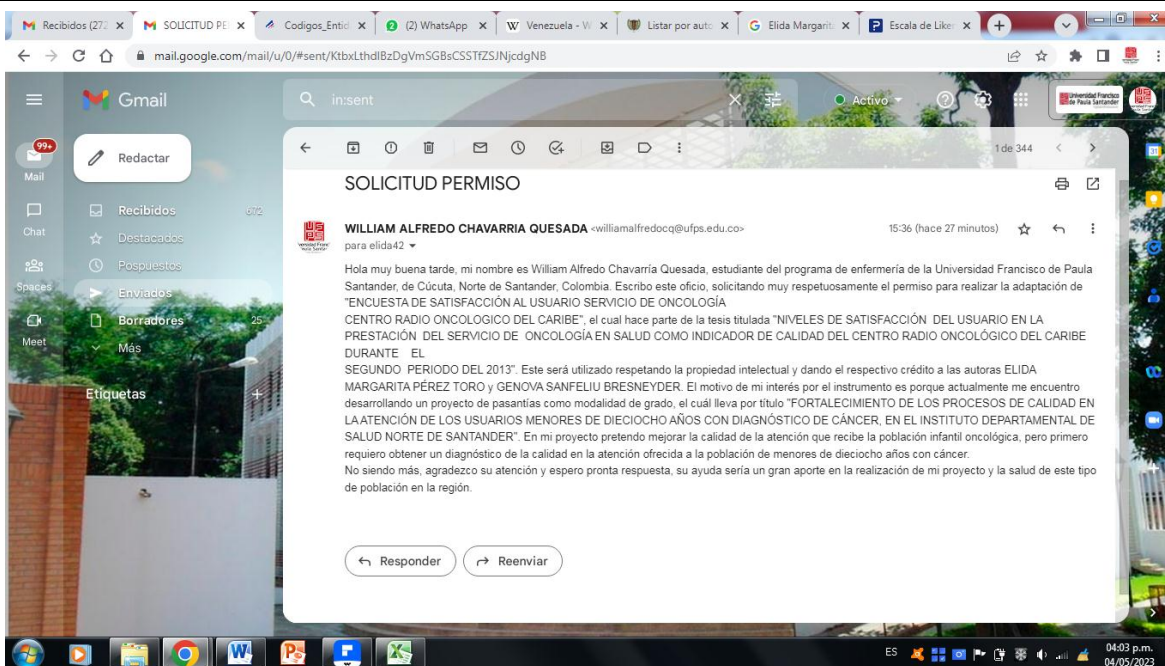 Recibidos (272
SOLICITUD PE
Codigos_Entid
(2) WhatsApp
Venezuela - W
Listar por auto
Elida Margarit
Escala de Liker
mail.google.com/mail/u/0/#sent/KtbxLthdlBzDgVmSGBsCSSTfZSJNjcdgNB
Gmail
in:sent
Activo
Universidad Francisco
de Paula Santander
99+
Mail
Chat
Spaces
Meet
Redactar
Recibidos 672
Destacados
Pospuestos
Enviados
Borradores 25
Más
Etiquetas
1 de 344
31
SOLICITUD PERMISO
WILLIAM ALFREDO CHAVARRIA QUESADA <williamalfredocq@ufps.edu.co>
15:36 (hace 27 minutos)
para elida42
Hola muy buena tarde, mi nombre es William Alfredo Chavarría Quesada, estudiante del programa de enfermería de la Universidad Francisco de Paula
Santander, de Cúcuta, Norte de Santander, Colombia. Escribo este oficio, solicitando muy respetuosamente el permiso para realizar la adaptación de
"ENCUESTA DE SATISFACCIÓN AL USUARIO SERVICIO DE ONCOLOGÍA
CENTRO RADIO ONCOLOGICO DEL CARIBE", el cual hace parte de la tesis titulada "NIVELES DE SATISFACCIÓN DEL USUARIO EN LA
PRESTACIÓN DEL SERVICIO DE ONCOLOGÍA EN SALUD COMO INDICADOR DE CALIDAD DEL CENTRO RADIO ONCOLÓGICO DEL CARIBE
DURANTE EL
SEGUNDO PERIODO DEL 2013". Este será utilizado respetando la propiedad intelectual y dando el respectivo crédito a las autoras ELIDA
MARGARITA PÉREZ TORO y GENOVA SANFELIU BRESNEYDER. El motivo de mi interés por el instrumento es porque actualmente me encuentro
desarrollando un proyecto de pasantías como modalidad de grado, el cuál lleva por título "FORTALECIMIENTO DE LOS PROCESOS DE CALIDAD EN
LA ATENCIÓN DE LOS USUARIOS MENORES DE DIECIOCHO AÑOS CON DIAGNÓSTICO DE CÁNCER, EN EL INSTITUTO DEPARTAMENTAL DE
SALUD NORTE DE SANTANDER". En mi proyecto pretendo mejorar la calidad de la atención que recibe la población infantil oncológica, pero primero
requiero obtener un diagnóstico de la calidad en la atención ofrecida a la población de menores de dieciocho años con cáncer.
No siendo más, agradezco su atención y espero pronta respuesta, su ayuda sería un gran aporte en la realización de mi proyecto y la salud de este tipo
de población en la región.
Responder
Reenviar
ES
04:03 p.m.
04/05/2023